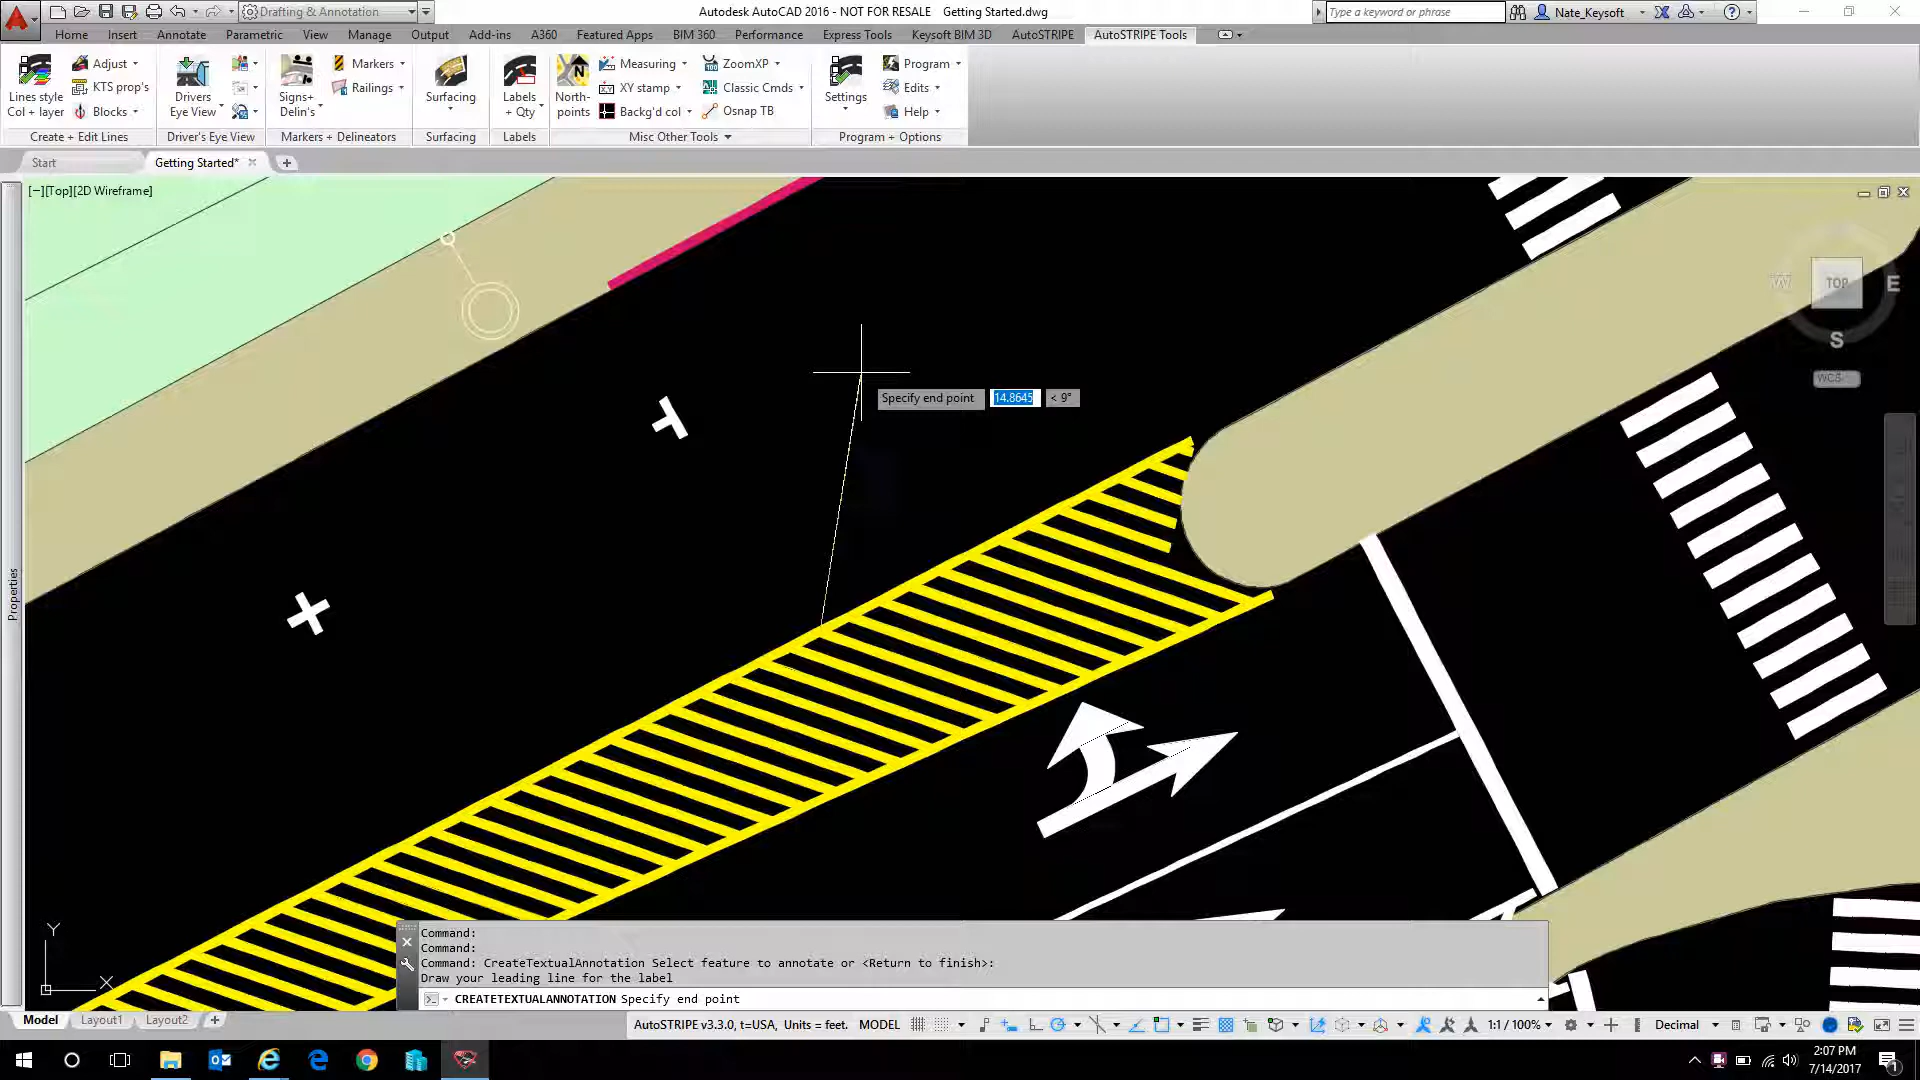 Drafting & Annotation
Autodesk AutoCAD 2016 - NOT FOR RESALE Getting Started.dwg
Type a keyword or phrase
Nate_Keysoft
Home Insert Annotate Parametric View Manage Output Add-ins A360 Featured Apps BIM 360 Performance Express Tools Keysoft BIM 3D AutoSTRIPE AutoSTRIPE Tools
Lines style
Col + layer
Adjust
KTS prop's
Blocks
Create + Edit Lines
Drivers
Eye View
Driver's Eye View
Signs+
Delin's
Markers
Railings
Markers + Delineators
Surfacing
Surfacing
Labels
+ Qty
Labels
North-
points
Measuring
XY stamp
Backg'd col
ZoomXP
Classic Cmds
Osnap TB
Misc Other Tools
Settings
Program
Edits
Help
Program + Options
Start
Getting Started*
[−][Top][2D Wireframe]
W
TOP
E
S
WCS
Specify end point 14.8645 < 9°
Properties
Y
X
Command:
Command:
Command: CreateTextualAnnotation Select feature to annotate or <Return to finish>:
Draw your leading line for the label
CREATETEXTUALANNOTATION Specify end point
Model Layout1 Layout2
AutoSTRIPE v3.3.0, t=USA, Units = feet. MODEL
1:1 / 100%
Decimal
2:07 PM
7/14/2017
1